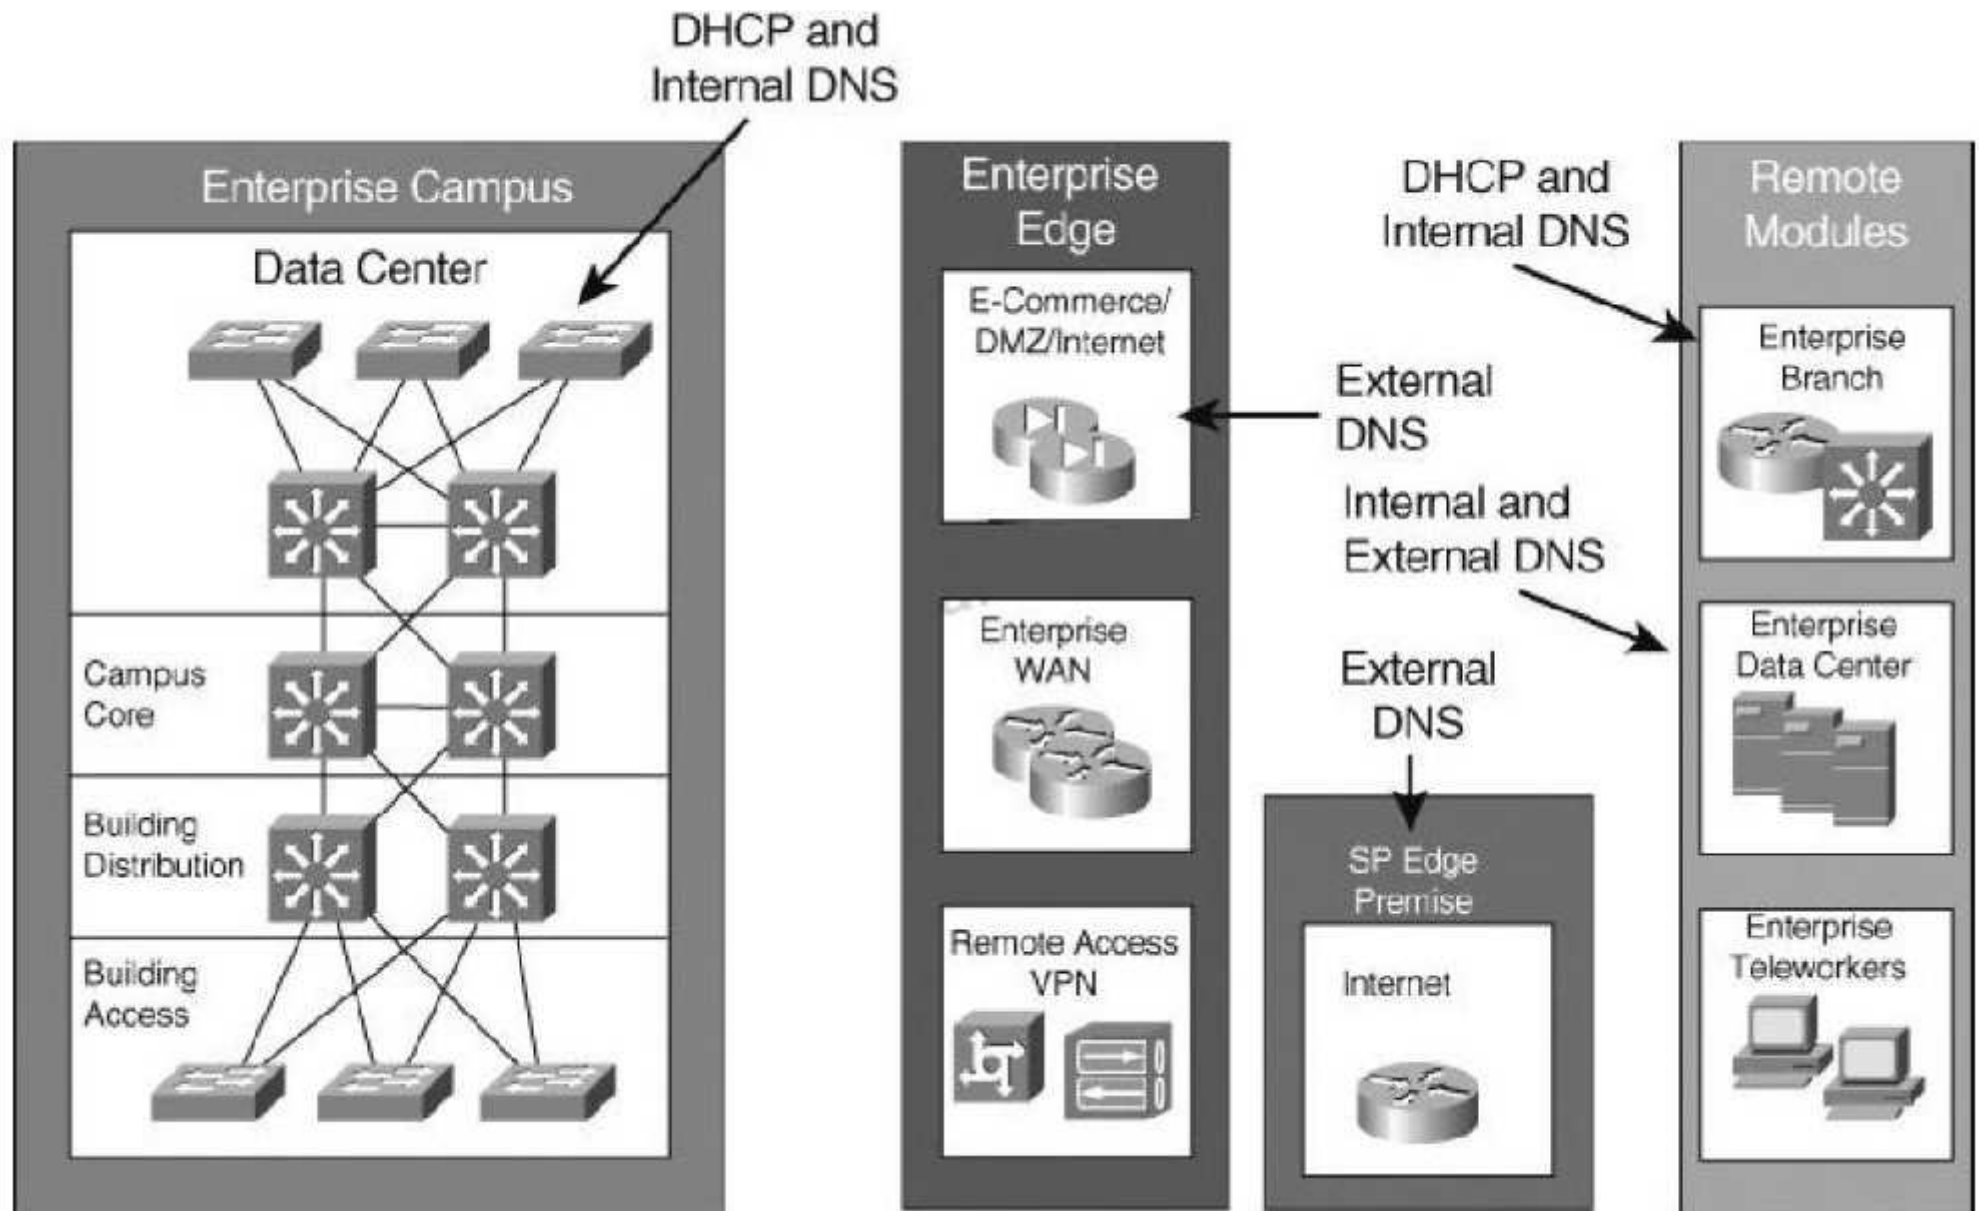 DHCP and
Internal DNS
Enterprise Campus
Data Center
Campus
Core
Building
Distribution
Building
Access
Enterprise
Edge
E-Commerce/
DMZ/Internet
Enterprise
WAN
Remote Access
VPN
External
DNS
Internal and
External DNS
External
DNS
SP Edge
Premise
Internet
DHCP and
Internal DNS
Remote
Modules
Enterprise
Branch
Enterprise
Data Center
Enterprise
Teleworkers